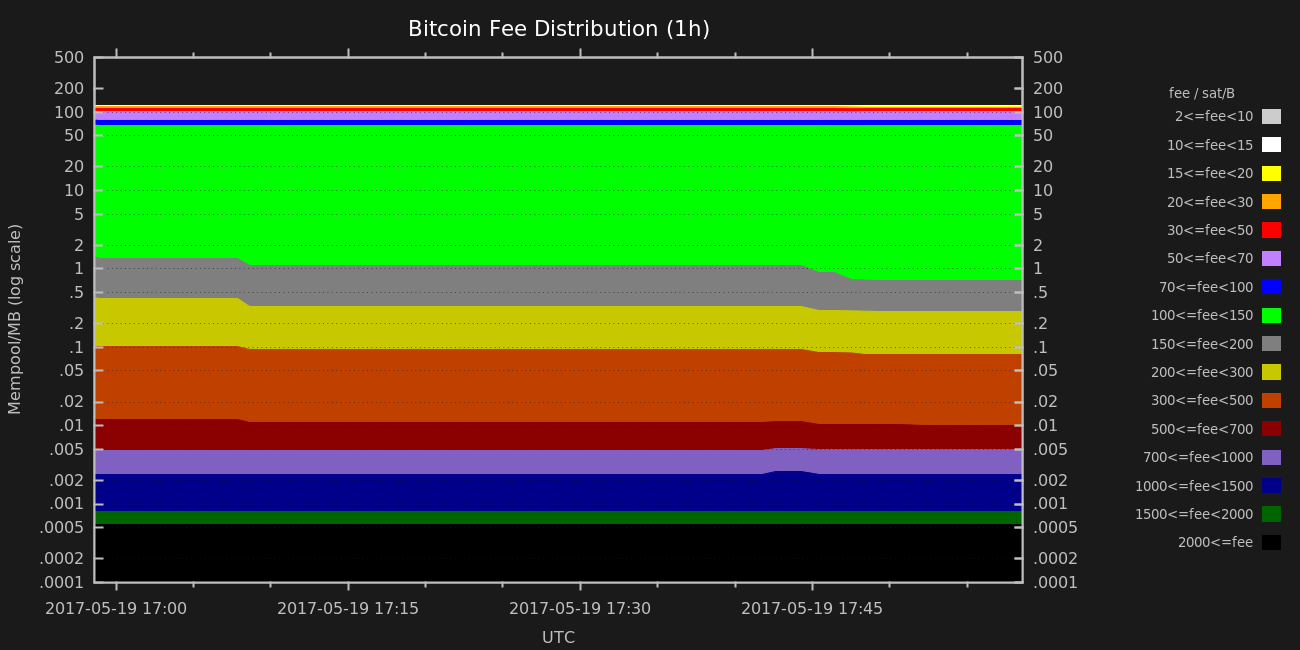 Bitcoin Fee Distribution (1h)
500
200
100
50
20
10
5
2
1
.5
.2
.1
.05
.02
.01
.005
.002
.001
.0005
.0002
.0001
Mempool/MB (log scale)
500
200
100
50
20
10
5
2
1
.5
.2
.1
.05
.02
.01
.005
.002
.001
.0005
.0002
.0001
2017-05-19 17:00 2017-05-19 17:15 2017-05-19 17:30 2017-05-19 17:45
UTC
fee / sat/B
2<=fee<10
10<=fee<15
15<=fee<20
20<=fee<30
30<=fee<50
50<=fee<70
70<=fee<100
100<=fee<150
150<=fee<200
200<=fee<300
300<=fee<500
500<=fee<700
700<=fee<1000
1000<=fee<1500
1500<=fee<2000
2000<=fee